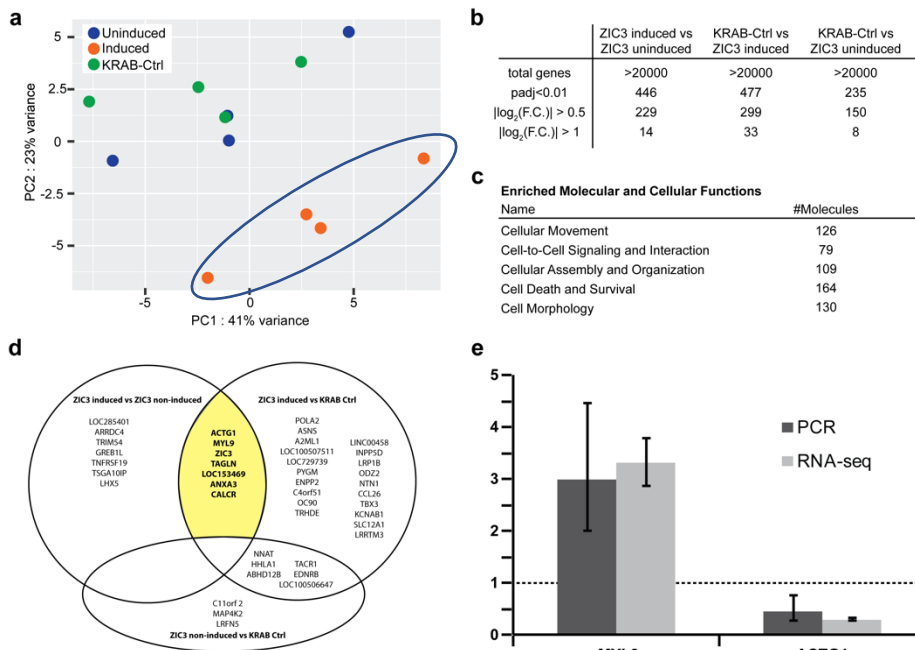 a
Uninduced
Induced
KRAB-Ctrl
5
2.5
0
-2.5
-5
PC2 : 23% variance
-5
0
5
PC1 : 41% variance
b
ZIC3 induced vs ZIC3 uninduced
KRAB-Ctrl vs ZIC3 induced
KRAB-Ctrl vs ZIC3 uninduced
total genes >20000 >20000 >20000
padj<0.01 446 477 235
|log2(F.C.)| > 0.5 229 299 150
|log2(F.C.)| > 1 14 33 8
c
Enriched Molecular and Cellular Functions
Name #Molecules
Cellular Movement 126
Cell-to-Cell Signaling and Interaction 79
Cellular Assembly and Organization 109
Cell Death and Survival 164
Cell Morphology 130
d
ZIC3 induced vs ZIC3 non-induced
LOC285401
ARRDC4
TRIM54
GREB1L
TNFRSF19
TSGA10IP
LHX5
ACTG1
MYL9
ZIC3
TAGLN
LOC153469
ANXA3
CALCR
ZIC3 induced vs KRAB Ctrl
POLA2
ASNS
A2ML1
LOC100507511
LOC729739
PYGM
ENPP2
C4orf51
OC90
TRHDE
LINC00458
INPP5D
LRP1B
ODZ2
NTN1
CCL26
TBX3
KCNAB1
SLC12A1
LRRTM3
NNAT
HHLA1
ABHD12B
TACR1
EDNRB
LOC100506647
C11orf 2
MAP4K2
LRFN5
ZIC3 non-induced vs KRAB Ctrl
e
5
4
3
2
1
0
PCR
RNA-seq